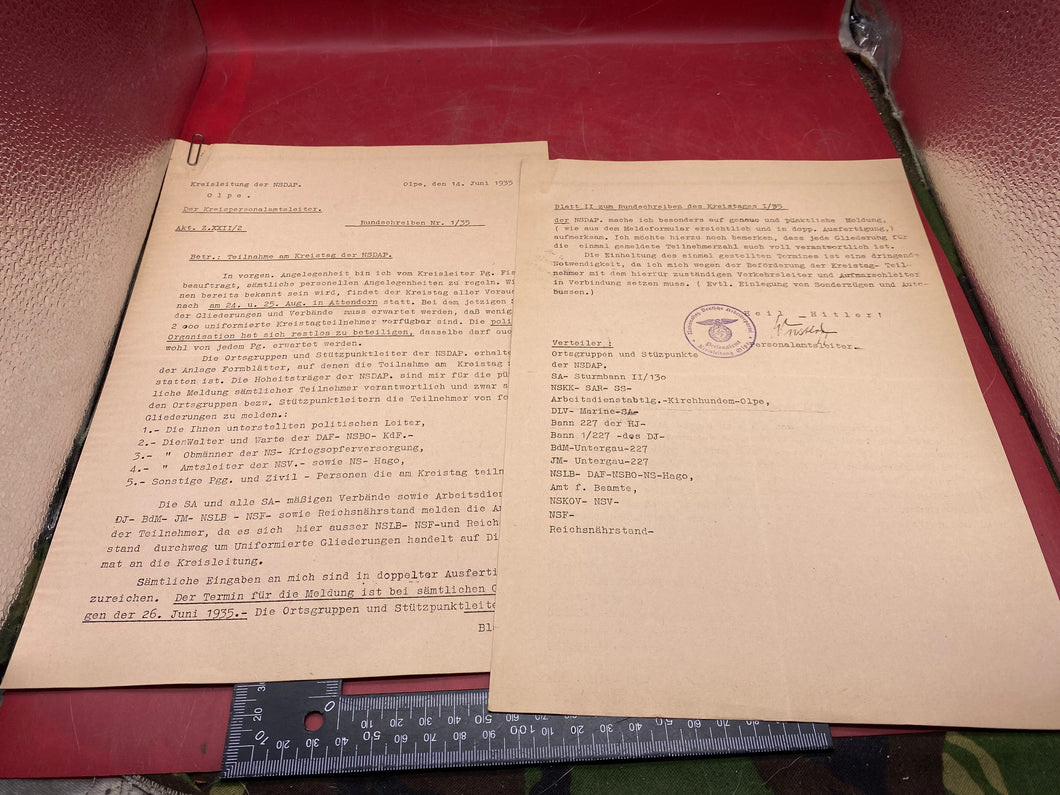 Kreisleitung der NSDAP.
Olpe, den 14. Juni 1935
O l p e .
Der Kreispersonalamtsleiter.
Rundschreiben Nr. 1/35
Akt. Z.XXII/2
Betr.: Teilnahme am Kreistag der NSDAP.
In vorgen. Angelegenheit bin ich vom Kreisleiter Pg. Fis
beauftragt, sämtliche personellen Angelegenheiten zu regeln. Wi
nen bereits bekannt sein wird, findet der Kreistag aller Voraus
nach am 24. u. 25. Aug. in Attendorn statt. Bei dem jetzigen
der Gliederungen und Verbände muss erwartet werden, daß wenig
2 000 uniformierte Kreistagteilnehmer verfügbar sind. Die poli
Organisation hat sich restlos zu beteiligen, dasselbe darf auc
wohl von jedem Pg. erwartet werden.
Die Ortsgruppen und Stützpunktleiter der NSDAP. erhalte
der Anlage Formblätter, auf denen die Teilnahme am Kreistag
statten ist. Die Hoheitsträger der NSDAP. sind mir für die pü
liche Meldung sämtlicher Teilnehmer verantwortlich und zwar s
den Ortsgruppen bezw. Stützpunktleitern die Teilnehmer von fo
Gliederungen zu melden.:
1.- Die Ihnen unterstellten politischen Leiter,
2.- DienWalter und Warte der DAF- NSBO- KdF.-
3.- " Obmänner der NS- Kriegsopferversorgung,
4.- " Amtsleiter der NSV.- sowie NS- Hago,
5.- Sonstige Pgg. und Zivil - Personen die am Kreistag teiln
Die SA und alle SA- mäßigen Verbände sowie Arbeitsdien
DJ- BdM- JM- NSLB - NSF- sowie Reichsnährstand melden die An
der Teilnehmer, da es sich hier ausser NSLB- NSF-und Reich
stand durchweg um Uniformierte Gliederungen handelt auf Di
mat an die Kreisleitung.
Sämtliche Eingaben an mich sind in doppelter Ausferti
zureichen. Der Termin für die Meldung ist bei sämtlichen G
gen der 26. Juni 1935.- Die Ortsgruppen und Stützpunktleite
Bl
Blatt II zum Rundschreiben des Kreistages I/35
der NSDAP. mache ich besonders auf genaue und pünktliche Meldung,
( wie aus dem Meldeformular ersichtlich und in dopp. Ausfertigung,)
aufmerksam. Ich möchte hierzu noch bemerken, dass jede Gliederung für
die einmal gemeldete Teilnehmerzahl auch voll verantwortlich ist.
Die Einhaltung des einmal gestellten Termines ist eine dringende
Notwendigkeit, da ich mich wegen der Beförderung der Kreistag- Teil-
nehmer mit dem hierfür zuständigen Verkehrsleiter und Aufmarschleiter
in Verbindung setzen muss. ( Evtl. Einlegung von Sonderzügen und Auto-
bussen.)
Heil -Hitler!
Personalamtsleiter
Verteiler :
Ortsgruppen und Stützpunkte
der NSDAP.
SA- Sturmbann II/130
NSKK- SAR- SS-
Arbeitsdienstabtlg.-Kirchhundem-Olpe,
DLV- Marine-SA-
Bann 227 der HJ-
Bann 1/227 -des DJ-
BdM-Untergau-227
JM- Untergau-227
NSLB- DAF-NSBO-NS-Hago,
Amt f. Beamte,
NSKOV- NSV-
NSF-
Reichsnährstand-